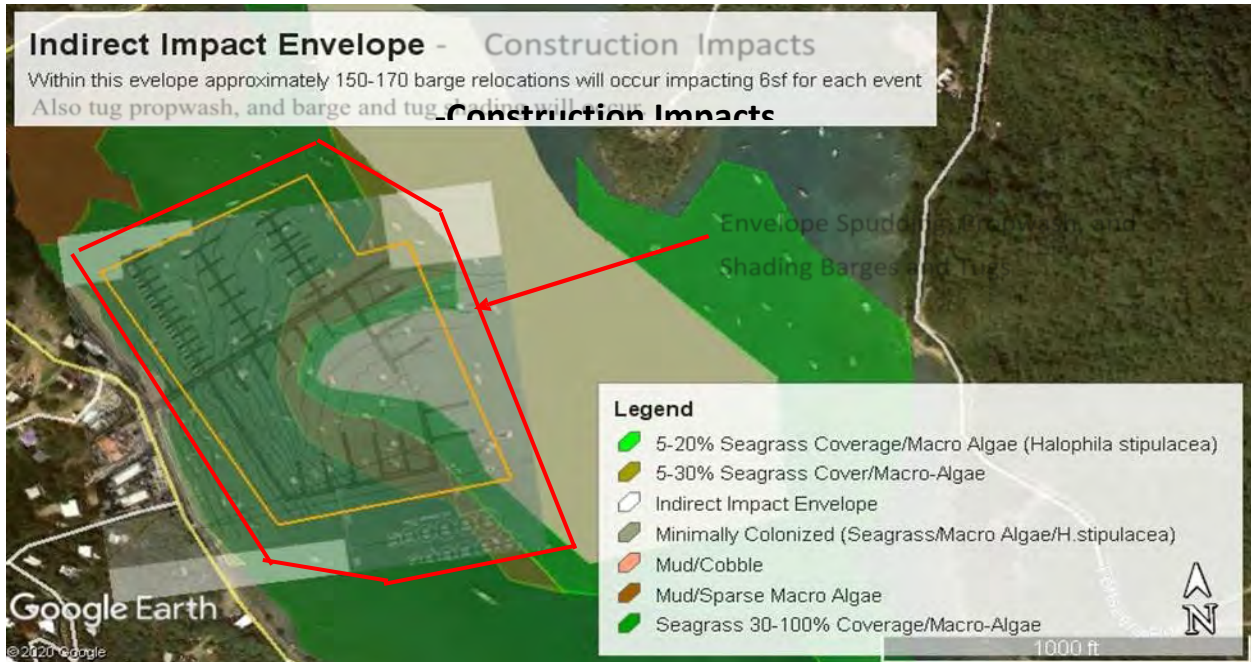 Indirect Impact Envelope - Construction Impacts
Within this evelope approximately 150-170 barge relocations will occur impacting 6sf for each event
Also tug propwash, and barge and tug shading will occur
-Construction Impacts
Envelope Spudding Propwash, and
Shading Barges and Tugs
Legend
5-20% Seagrass Coverage/Macro Algae (Halophila stipulacea)
5-30% Seagrass Cover/Macro-Algae
Indirect Impact Envelope
Minimally Colonized (Seagrass/Macro Algae/H.stipulacea)
Mud/Cobble
Mud/Sparse Macro Algae
Seagrass 30-100% Coverage/Macro-Algae
Google Earth
©2020 Google
N
1000 ft